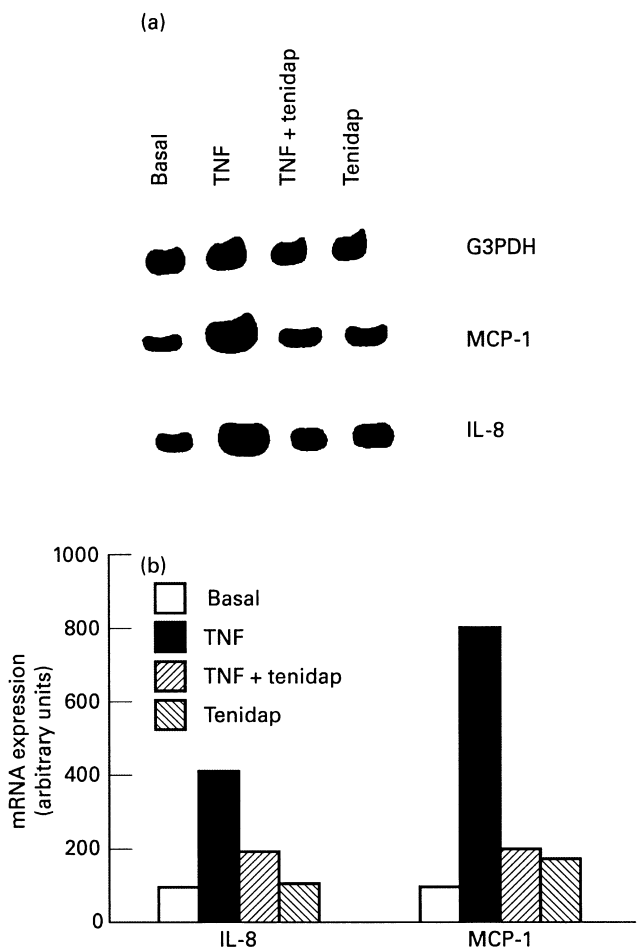 (a)
Basal
TNF
TNF + tenidap
Tenidap
G3PDH
MCP-1
IL-8
(b)
Basal
TNF
TNF + tenidap
Tenidap
mRNA expression
(arbitrary units)
1000
800
600
400
200
0
IL-8
MCP-1